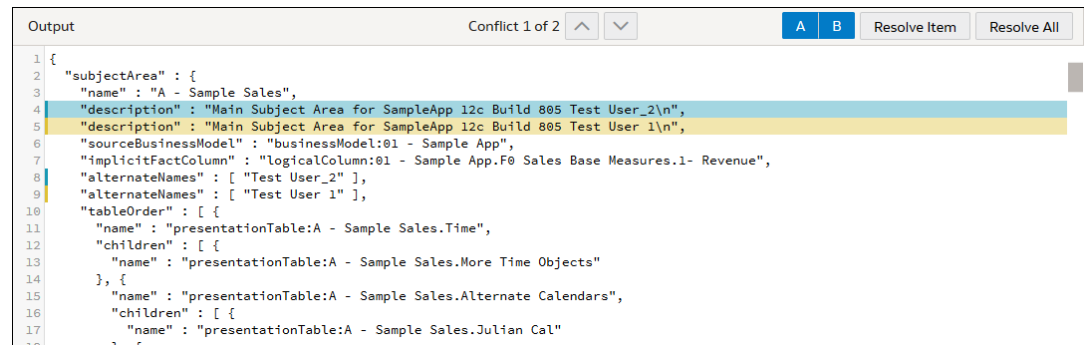 Output Conflict 1 of 2 A B Resolve Item Resolve All
1 {
2 "subjectArea" : {
3 "name" : "A - Sample Sales",
4 "description" : "Main Subject Area for SampleApp 12c Build 805 Test User_2\n",
5 "description" : "Main Subject Area for SampleApp 12c Build 805 Test User 1\n",
6 "sourceBusinessModel" : "businessModel:01 - Sample App",
7 "implicitFactColumn" : "logicalColumn:01 - Sample App.F0 Sales Base Measures.1- Revenue",
8 "alternateNames" : [ "Test User_2" ],
9 "alternateNames" : [ "Test User 1" ],
10 "tableOrder" : [ {
11 "name" : "presentationTable:A - Sample Sales.Time",
12 "children" : [ {
13 "name" : "presentationTable:A - Sample Sales.More Time Objects"
14 }, {
15 "name" : "presentationTable:A - Sample Sales.Alternate Calendars",
16 "children" : [ {
17 "name" : "presentationTable:A - Sample Sales.Julian Cal"